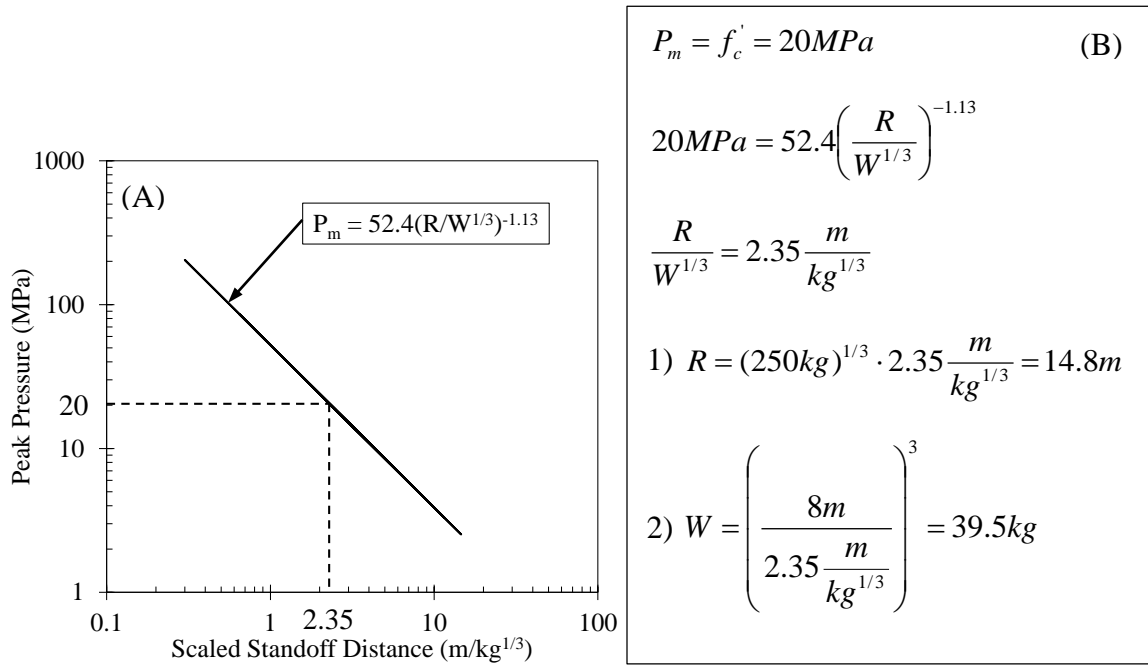 1000
(A)
P_m = 52.4(R/W^{1/3})^{-1.13}
100
20
10
1
0.1
1
2.35
10
100
Peak Pressure (MPa)
Scaled Standoff Distance (m/kg^{1/3})
P_m = f_c^' = 20MPa (B)
20MPa = 52.4(R/W^{1/3})^{-1.13}
R/W^{1/3} = 2.35 m/kg^{1/3}
1) R = (250kg)^{1/3} · 2.35 m/kg^{1/3} = 14.8m
2) W = (8m/(2.35 m/kg^{1/3}))^3 = 39.5kg